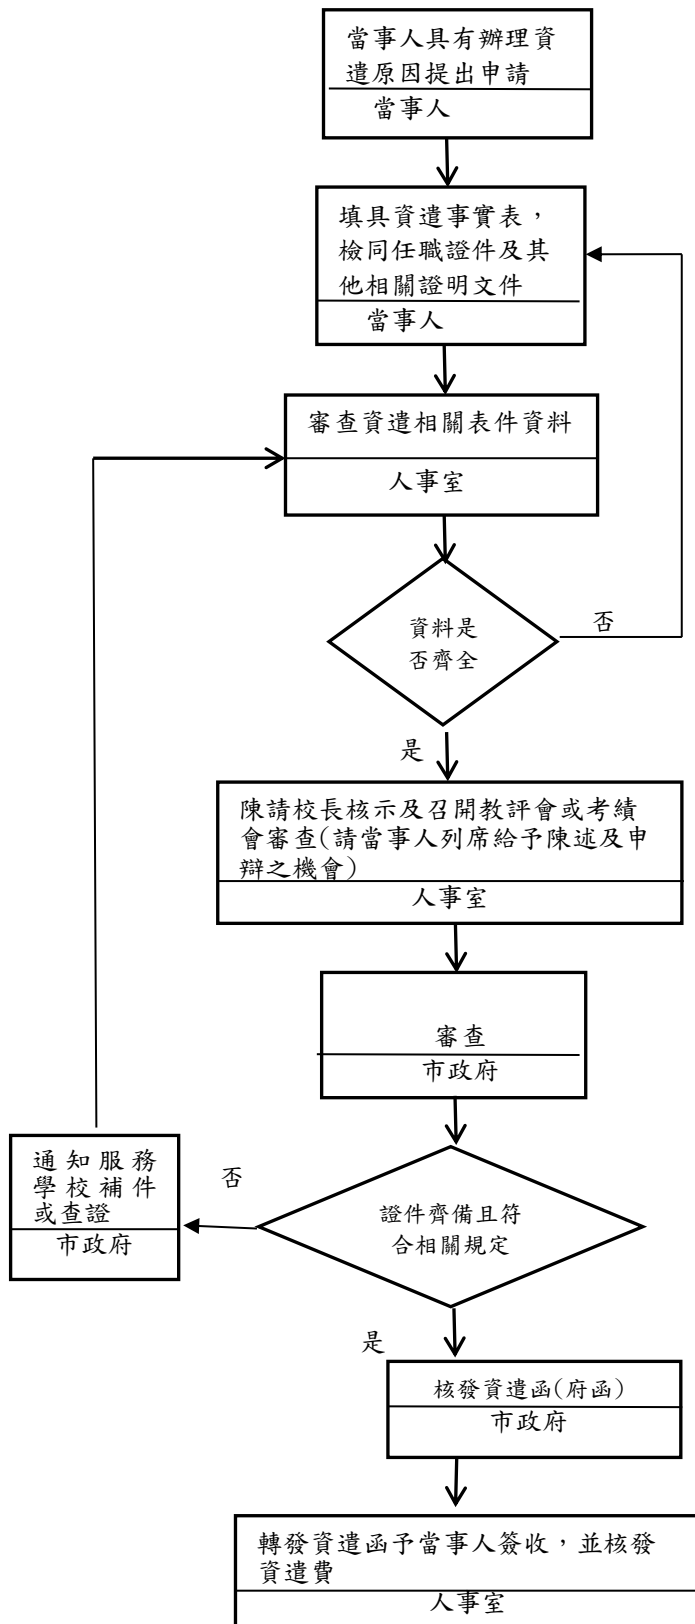 當事人具有辦理資
遣原因提出申請
當事人
填具資遣事實表，
檢同任職證件及其
他相關證明文件
當事人
審查資遣相關表件資料
人事室
資料是
否齊全
否
是
陳請校長核示及召開教評會或考績
會審查(請當事人列席給予陳述及申
辯之機會)
人事室
審查
市政府
證件齊備且符
合相關規定
否
通知服務
學校補件
或查證
市政府
是
核發資遣函(府函)
市政府
轉發資遣函予當事人簽收，並核發
資遣費
人事室